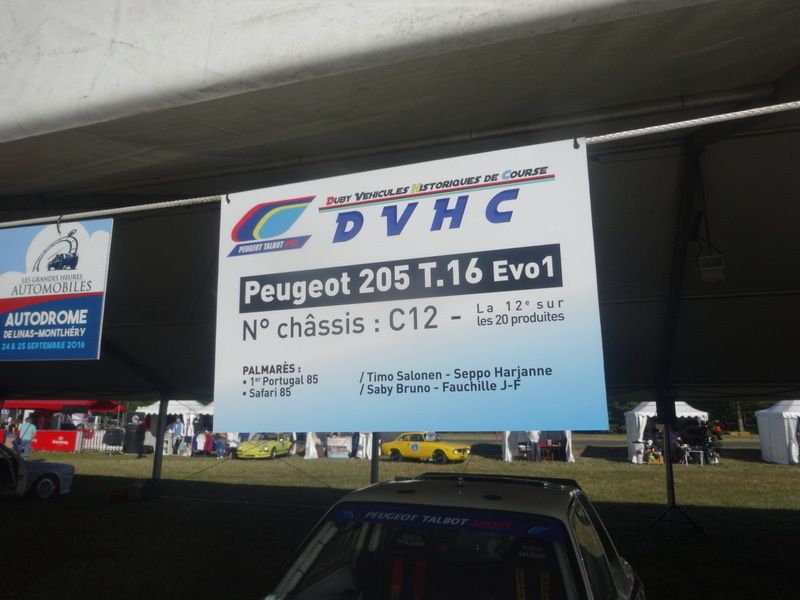 DUBY VEHICULES HISTORIQUES DE COURSE
DVHC
PEUGEOT TALBOT SPORT
Peugeot 205 T.16 Evo1
N° châssis : C12 - La 12e sur
les 20 produites
PALMARÈS :
• 1er Portugal 85 / Timo Salonen - Seppo Harjanne
• Safari 85 / Saby Bruno - Fauchille J-F
LES GRANDES HEURES
AUTOMOBILES
AUTODROME
DE LINAS-MONTLHÉRY
24 & 25 SEPTEMBRE 2016
PEUGEOT TALBOT SPORT